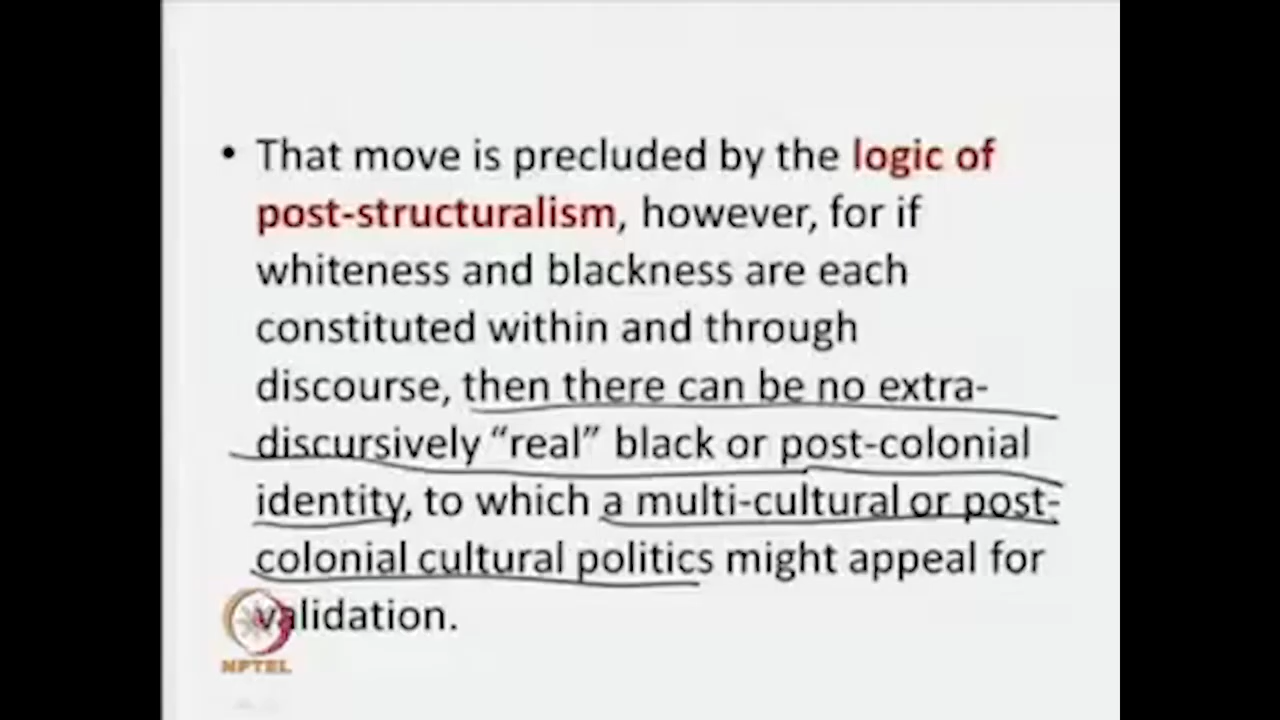 • That move is precluded by the logic of
post-structuralism, however, for if
whiteness and blackness are each
constituted within and through
discourse, then there can be no extra-
discursively “real” black or post-colonial
identity, to which a multi-cultural or post-
colonial cultural politics might appeal for
validation.
NPTEL